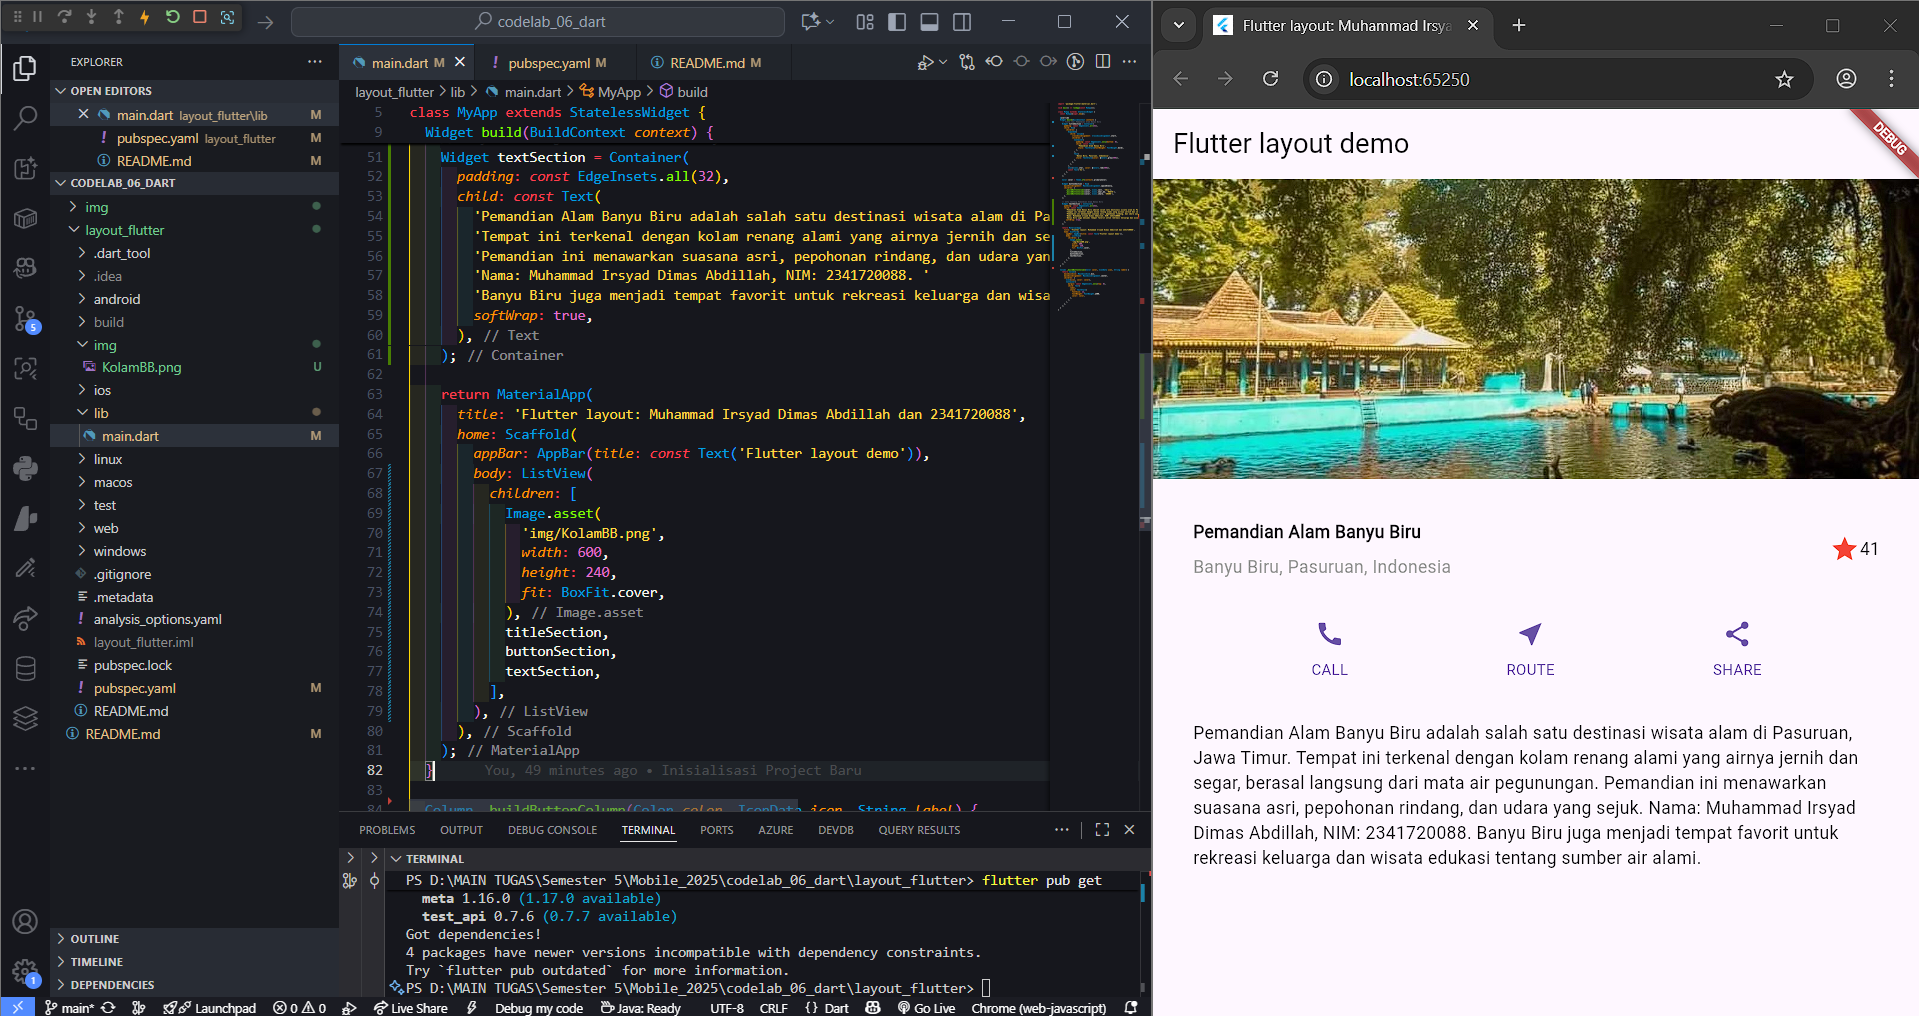 codelab_06_dart
EXPLORER
OPEN EDITORS
main.dart layout_flutter\lib M
pubspec.yaml layout_flutter M
README.md M
CODELAB_06_DART
img
layout_flutter
.dart_tool
.idea
android
build
img
KolamBB.png U
ios
lib
main.dart M
linux
macos
test
web
windows
.gitignore
.metadata
analysis_options.yaml
layout_flutter.iml
pubspec.lock
pubspec.yaml M
README.md
README.md M
OUTLINE
TIMELINE
DEPENDENCIES
5
1
main.dart M
pubspec.yaml M
README.md M
layout_flutter > lib > main.dart > MyApp > build
5 class MyApp extends StatelessWidget {
9 Widget build(BuildContext context) {
51 Widget textSection = Container(
52 padding: const EdgeInsets.all(32),
53 child: const Text(
54 'Pemandian Alam Banyu Biru adalah salah satu destinasi wisata alam di Pa
55 'Tempat ini terkenal dengan kolam renang alami yang airnya jernih dan se
56 'Pemandian ini menawarkan suasana asri, pepohonan rindang, dan udara yan
57 'Nama: Muhammad Irsyad Dimas Abdillah, NIM: 2341720088. '
58 'Banyu Biru juga menjadi tempat favorit untuk rekreasi keluarga dan wisa
59 softWrap: true,
60 ), // Text
61 ); // Container
62
63 return MaterialApp(
64 title: 'Flutter layout: Muhammad Irsyad Dimas Abdillah dan 2341720088',
65 home: Scaffold(
66 appBar: AppBar(title: const Text('Flutter layout demo')),
67 body: ListView(
68 children: [
69 Image.asset(
70 'img/KolamBB.png',
71 width: 600,
72 height: 240,
73 fit: BoxFit.cover,
74 ), // Image.asset
75 titleSection,
76 buttonSection,
77 textSection,
78 ],
79 ), // ListView
80 ), // Scaffold
81 ); // MaterialApp
82 } You, 49 minutes ago • Inisialisasi Project Baru
83
84 Column _buildButtonColumn(Color color, IconData icon, String label) {
PROBLEMS OUTPUT DEBUG CONSOLE TERMINAL PORTS AZURE DEVDB QUERY RESULTS
TERMINAL
PS D:\MAIN TUGAS\Semester 5\Mobile_2025\codelab_06_dart\layout_flutter> flutter pub get
meta 1.16.0 (1.17.0 available)
test_api 0.7.6 (0.7.7 available)
Got dependencies!
4 packages have newer versions incompatible with dependency constraints.
Try `flutter pub outdated` for more information.
PS D:\MAIN TUGAS\Semester 5\Mobile_2025\codelab_06_dart\layout_flutter>
main* Launchpad 0 0 Live Share Debug my code Java: Ready UTF-8 CRLF {} Dart Go Live Chrome (web-javascript)
Flutter layout: Muhammad Irsya
localhost:65250
Flutter layout demo
DEBUG
Pemandian Alam Banyu Biru
Banyu Biru, Pasuruan, Indonesia
41
CALL ROUTE SHARE
Pemandian Alam Banyu Biru adalah salah satu destinasi wisata alam di Pasuruan,
Jawa Timur. Tempat ini terkenal dengan kolam renang alami yang airnya jernih dan
segar, berasal langsung dari mata air pegunungan. Pemandian ini menawarkan
suasana asri, pepohonan rindang, dan udara yang sejuk. Nama: Muhammad Irsyad
Dimas Abdillah, NIM: 2341720088. Banyu Biru juga menjadi tempat favorit untuk
rekreasi keluarga dan wisata edukasi tentang sumber air alami.